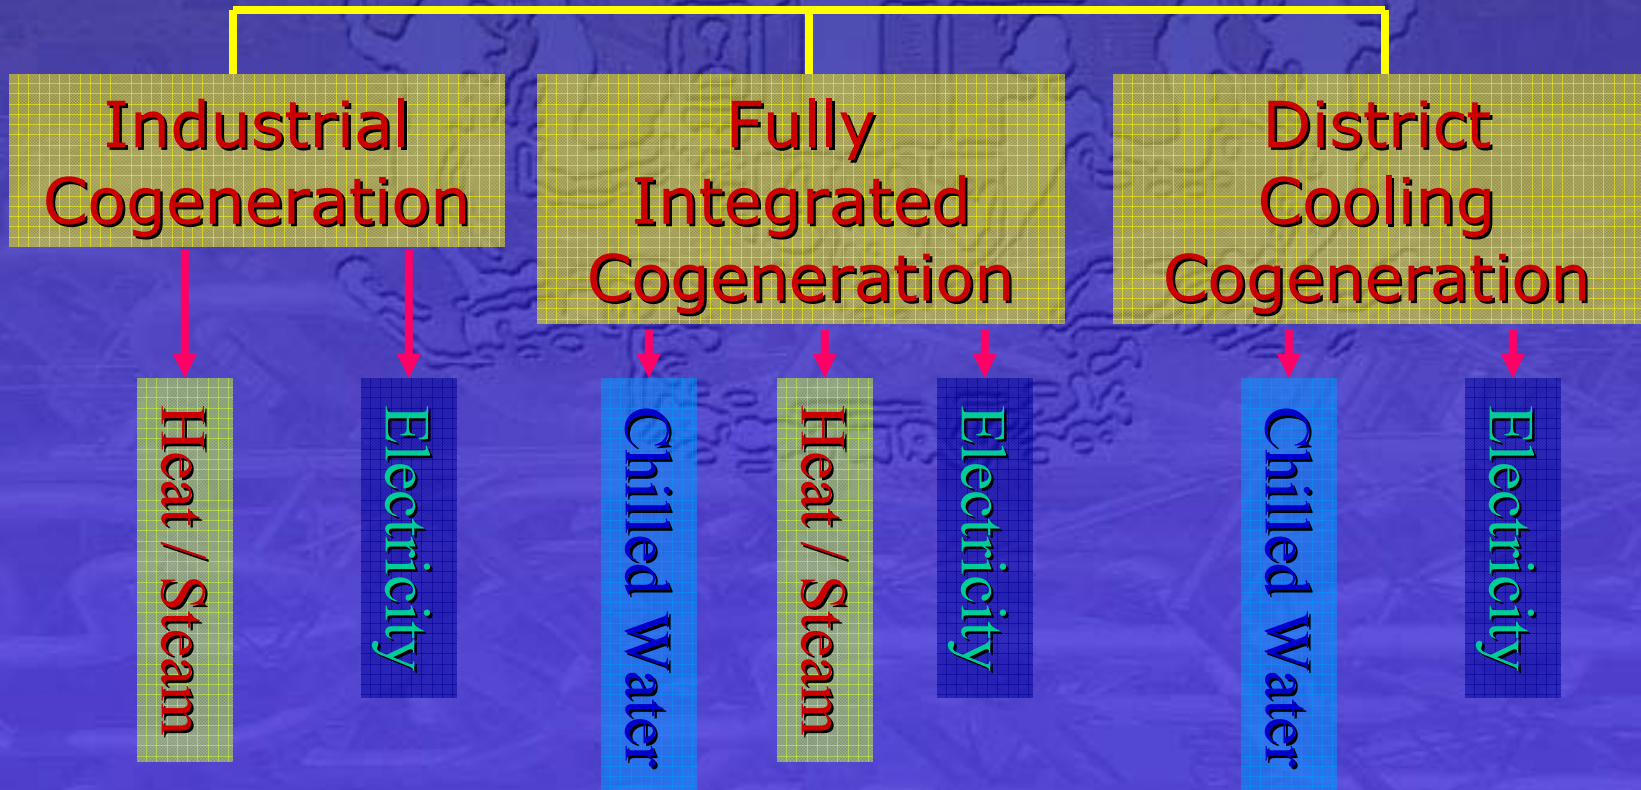 Industrial
Cogeneration
Fully
Integrated
Cogeneration
District
Cooling
Cogeneration
Heat / Steam
Electricity
Chilled Water
Heat / Steam
Electricity
Chilled Water
Electricity